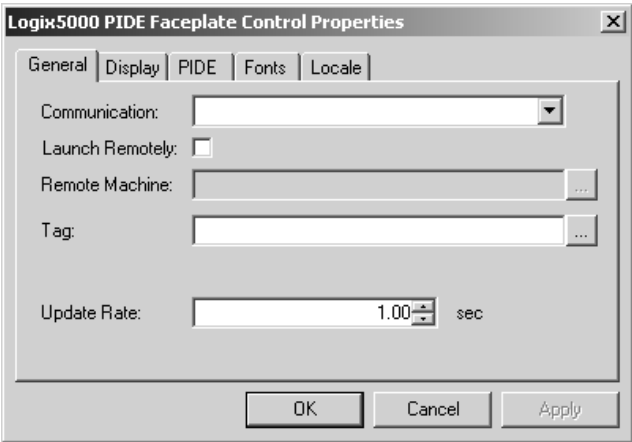 Logix5000 PIDE Faceplate Control Properties
General Display PIDE Fonts Locale
Communication:
Launch Remotely:
Remote Machine: ...
Tag: ...
Update Rate: 1.00 sec
OK Cancel Apply